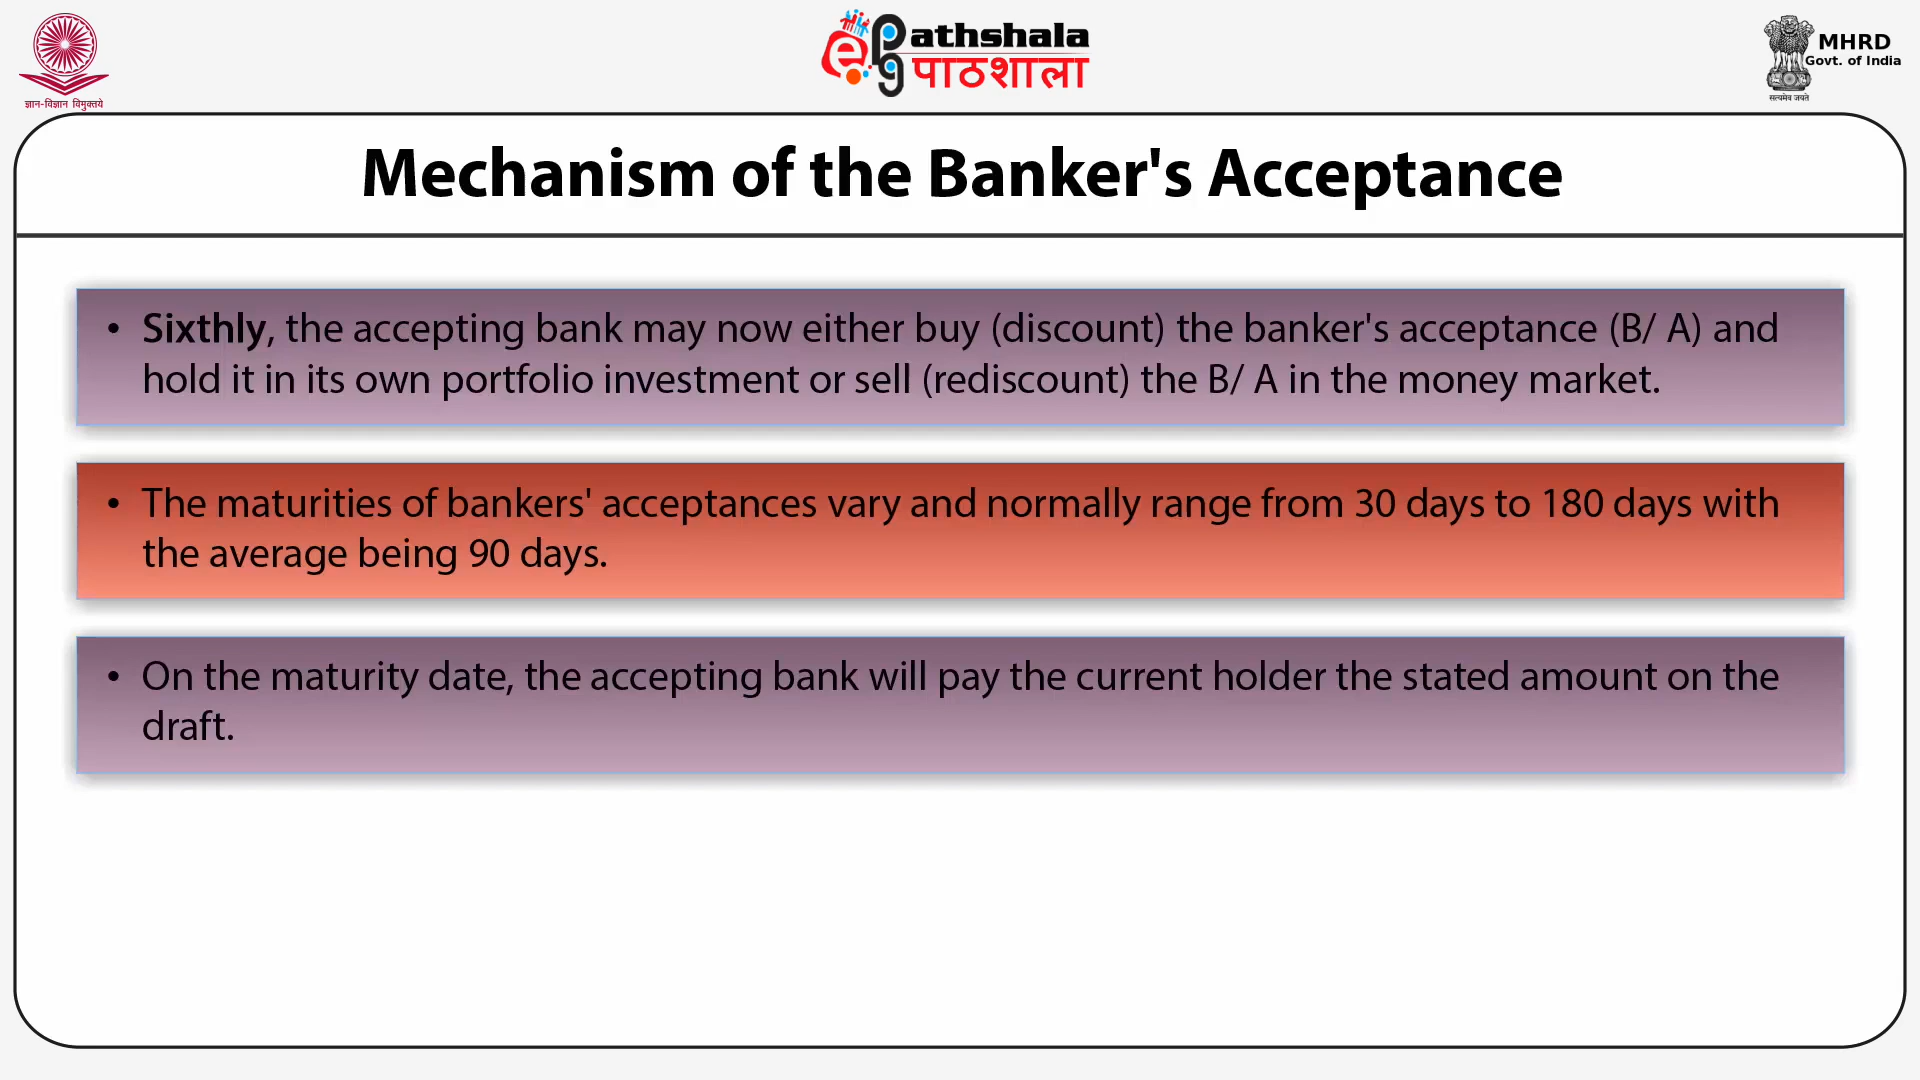 ज्ञान-विज्ञान विमुक्तये
ePG athshala
पाठशाला
MHRD
Govt. of India
सत्यमेव जयते
Mechanism of the Banker's Acceptance
• Sixthly, the accepting bank may now either buy (discount) the banker's acceptance (B/ A) and
hold it in its own portfolio investment or sell (rediscount) the B/ A in the money market.
• The maturities of bankers' acceptances vary and normally range from 30 days to 180 days with
the average being 90 days.
• On the maturity date, the accepting bank will pay the current holder the stated amount on the
draft.